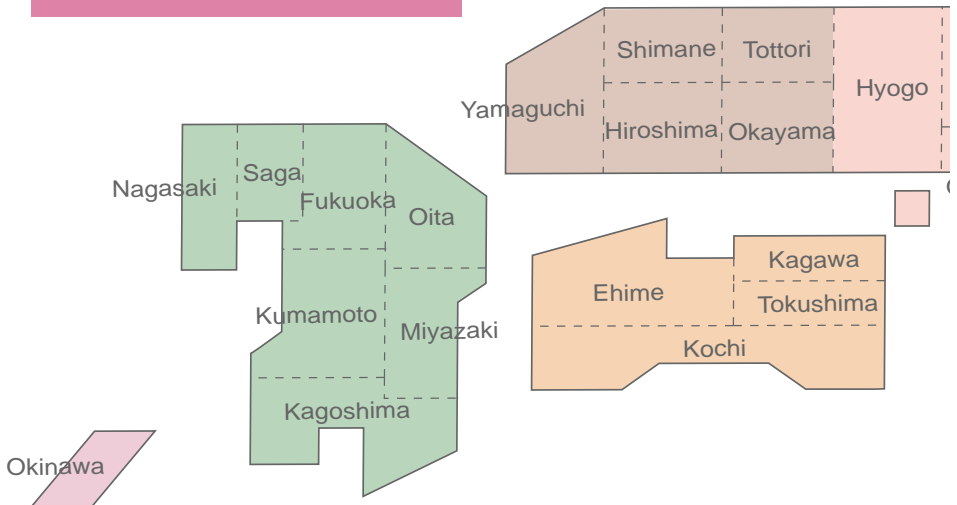 Shimane
Tottori
Hyogo
Yamaguchi
Hiroshima
Okayama
Nagasaki
Saga
Fukuoka
Oita
Kagawa
Ehime
Tokushima
Kumamoto
Miyazaki
Kochi
Kagoshima
Okinawa